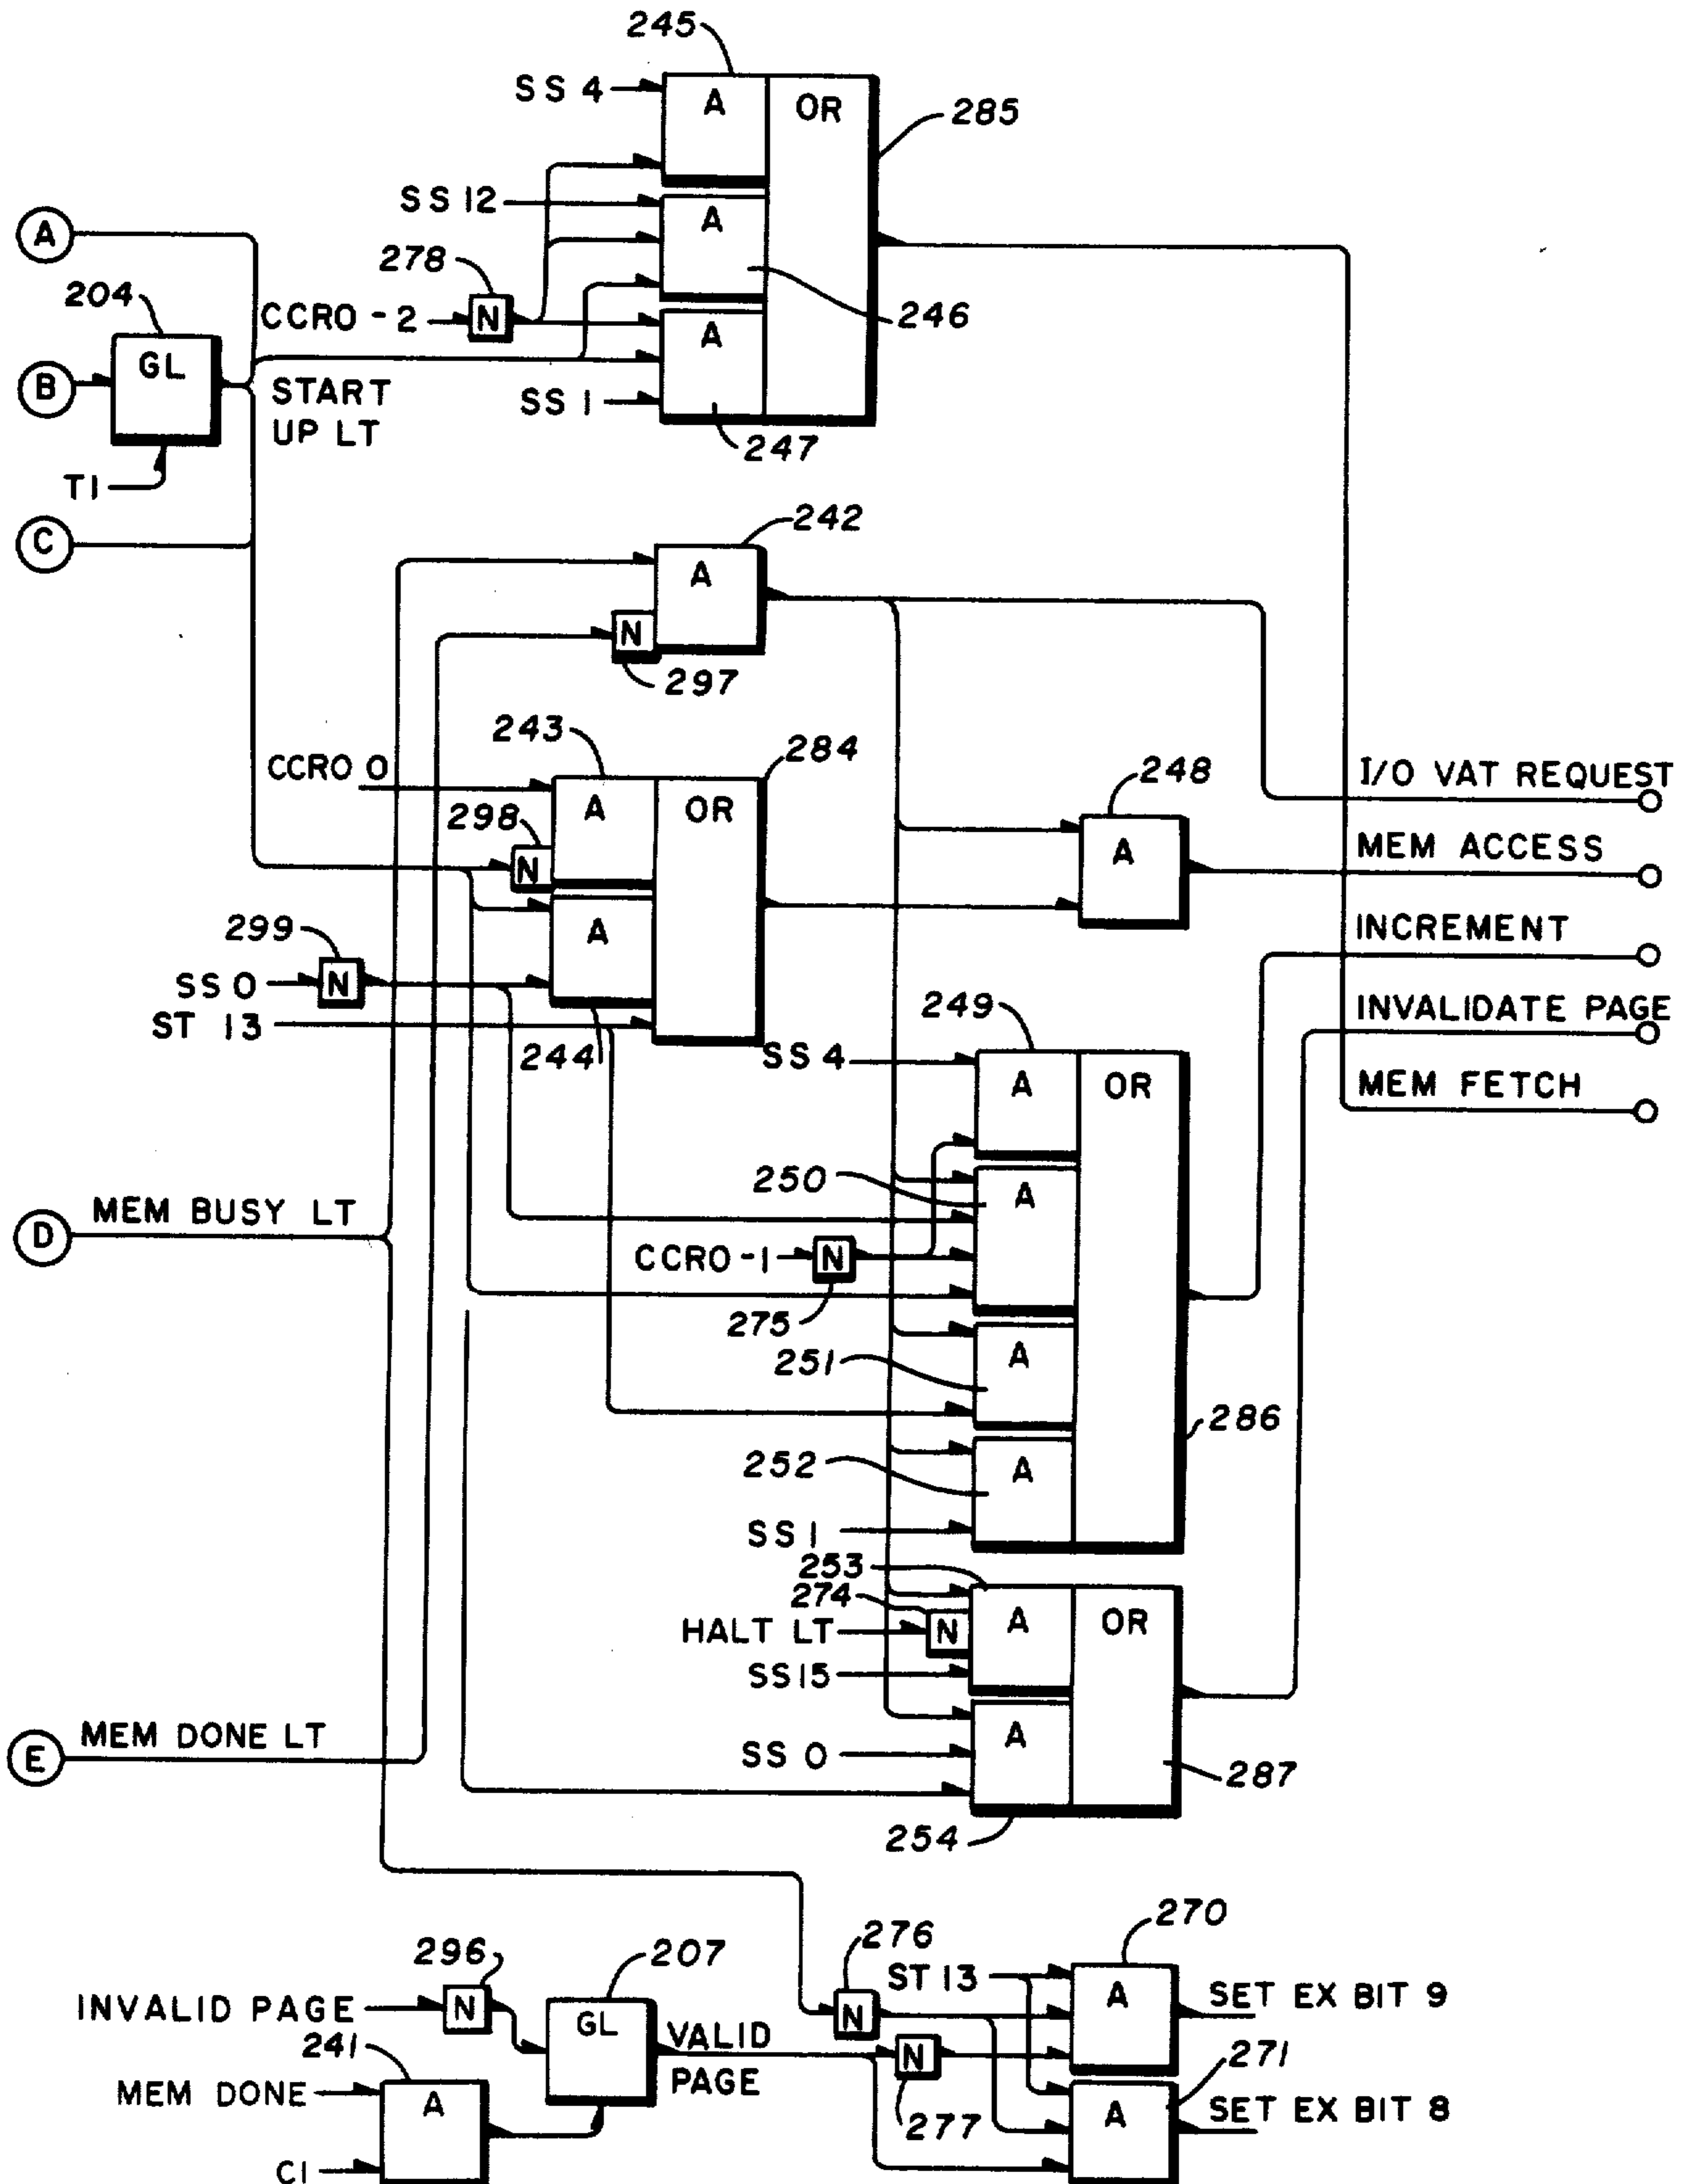 245
SS 4
A
OR
285
SS 12
A
A
278
246
204
CCRO - 2
N
A
B
GL
START
UP LT
SS 1
247
T1
C
242
A
N
297
243
284
CCRO 0
A
OR
248
I/O VAT REQUEST
298
N
A
MEM ACCESS
299
A
INCREMENT
SS 0
N
249
INVALIDATE PAGE
ST 13
244
SS 4
A
OR
MEM FETCH
250
A
D
MEM BUSY LT
CCRO - 1
N
275
A
251
286
252
A
SS 1
253
274
HALT LT
N
A
OR
SS 15
E
MEM DONE LT
SS 0
A
287
254
270
296
207
276
ST 13
A
SET EX BIT 9
INVALID PAGE
N
GL
N
VALID
PAGE
N
241
271
MEM DONE
A
277
A
SET EX BIT 8
C1